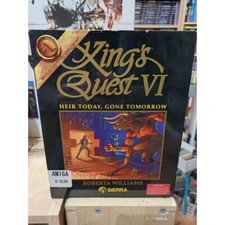 King's
Quest VI
HEIR TODAY, GONE TOMORROW
AMIGA
ROBERTA WILLIAMS
SIERRA